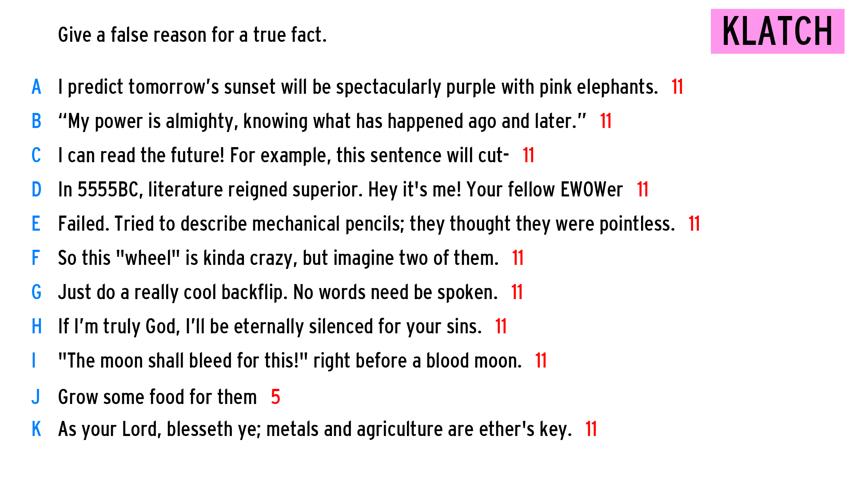 Give a false reason for a true fact.
KLATCH
A I predict tomorrow’s sunset will be spectacularly purple with pink elephants. 11
B “My power is almighty, knowing what has happened ago and later.” 11
C I can read the future! For example, this sentence will cut- 11
D In 5555BC, literature reigned superior. Hey it's me! Your fellow EWOWer 11
E Failed. Tried to describe mechanical pencils; they thought they were pointless. 11
F So this "wheel" is kinda crazy, but imagine two of them. 11
G Just do a really cool backflip. No words need be spoken. 11
H If I’m truly God, I’ll be eternally silenced for your sins. 11
I "The moon shall bleed for this!" right before a blood moon. 11
J Grow some food for them 5
K As your Lord, blesseth ye; metals and agriculture are ether's key. 11